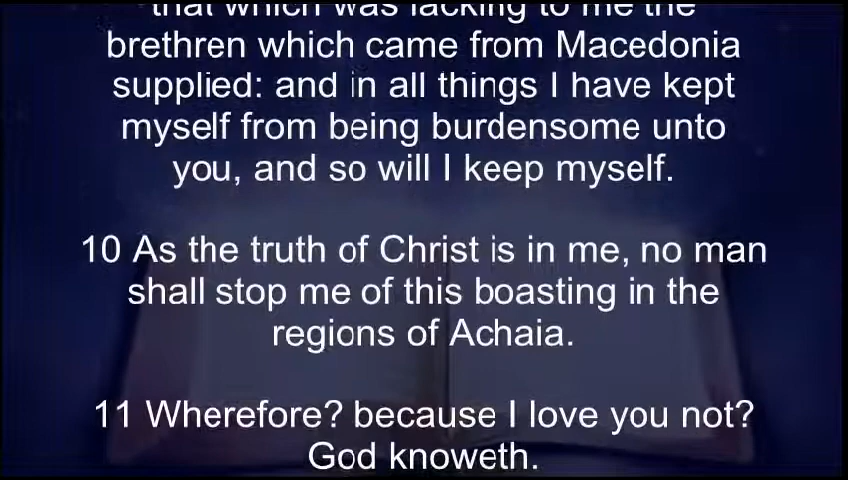 that which was lacking to me the
brethren which came from Macedonia
supplied: and in all things I have kept
myself from being burdensome unto
you, and so will I keep myself.
10 As the truth of Christ is in me, no man
shall stop me of this boasting in the
regions of Achaia.
11 Wherefore? because I love you not?
God knoweth.